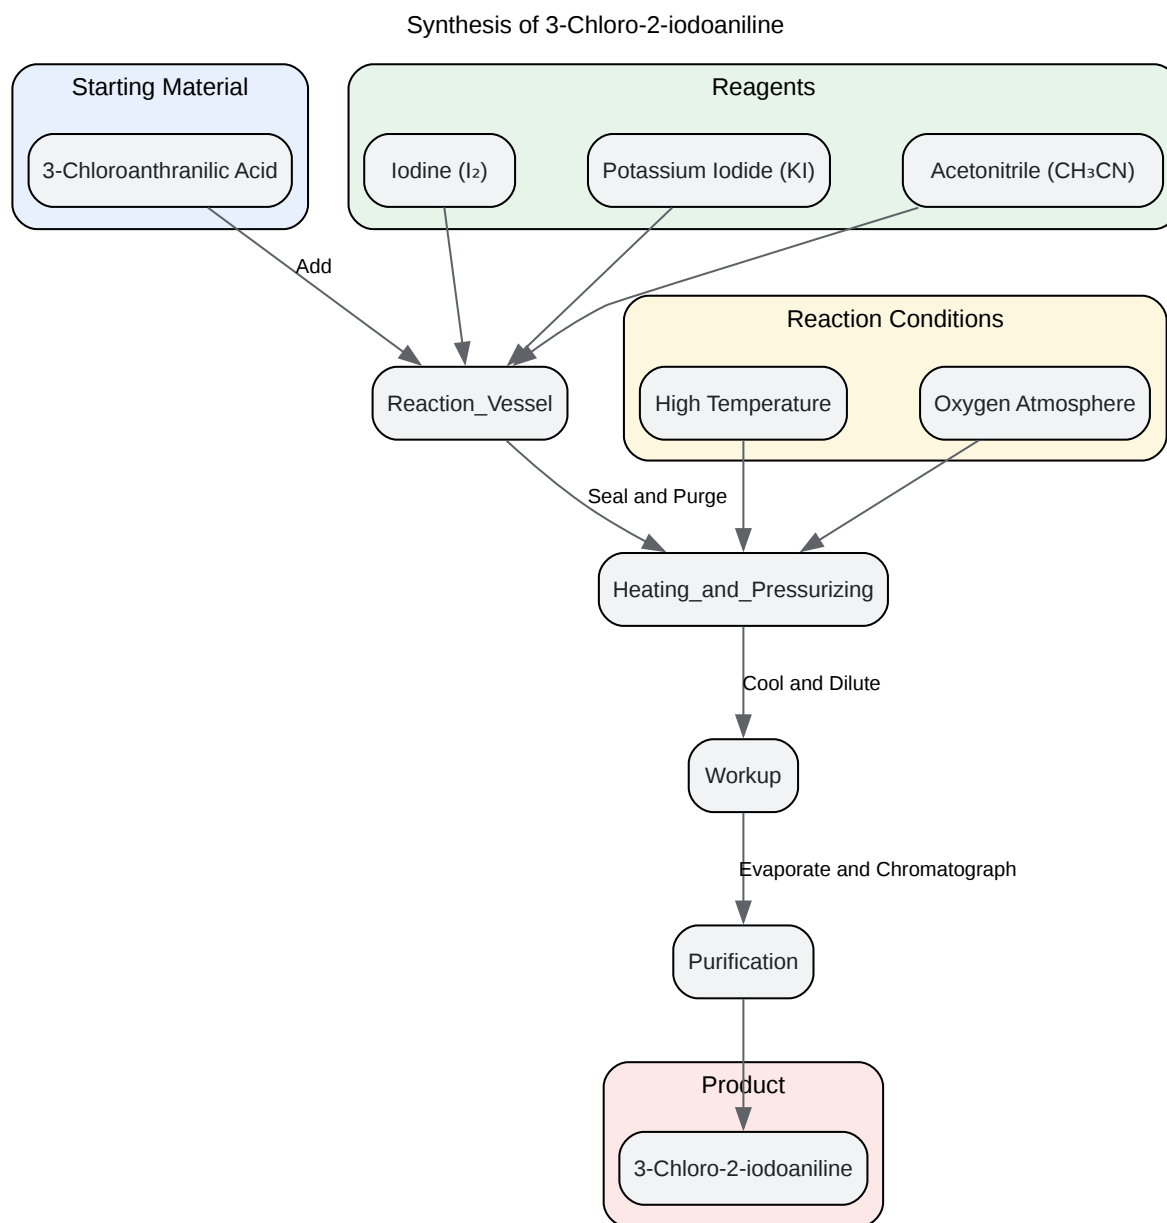 Synthesis of 3-Chloro-2-iodoaniline
Starting Material
Reagents
3-Chloroanthranilic Acid
Iodine (I₂)
Potassium Iodide (KI)
Acetonitrile (CH₃CN)
Add
Reaction Conditions
Reaction_Vessel
High Temperature
Oxygen Atmosphere
Seal and Purge
Heating_and_Pressurizing
Cool and Dilute
Workup
Evaporate and Chromatograph
Purification
Product
3-Chloro-2-iodoaniline